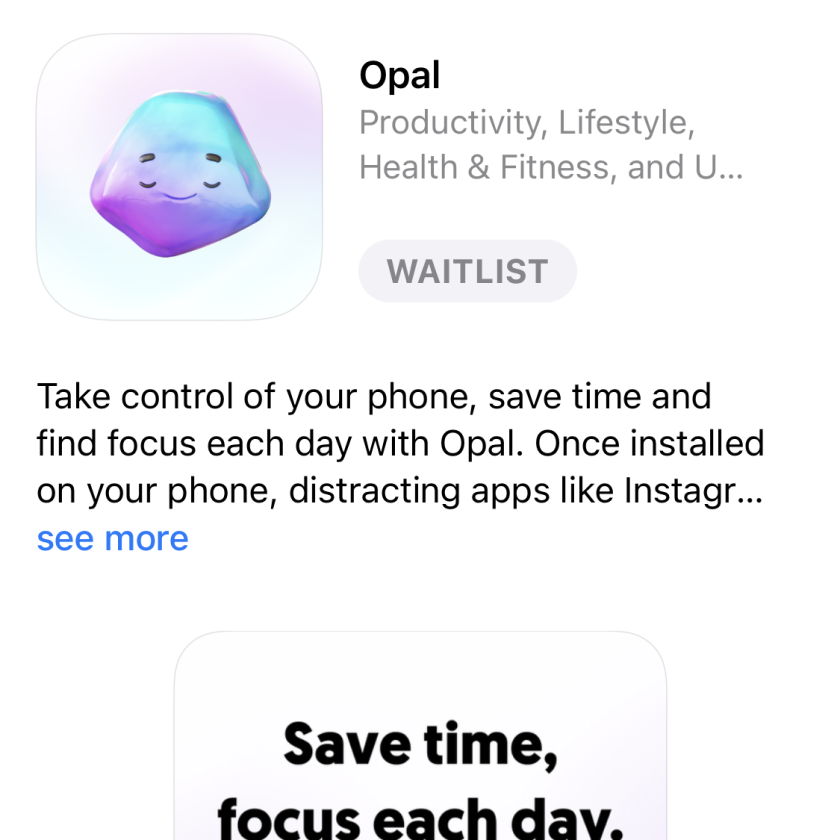 Opal
Productivity, Lifestyle,
Health & Fitness, and U...
WAITLIST
Take control of your phone, save time and
find focus each day with Opal. Once installed
on your phone, distracting apps like Instagr...
see more
Save time,
focus each day.